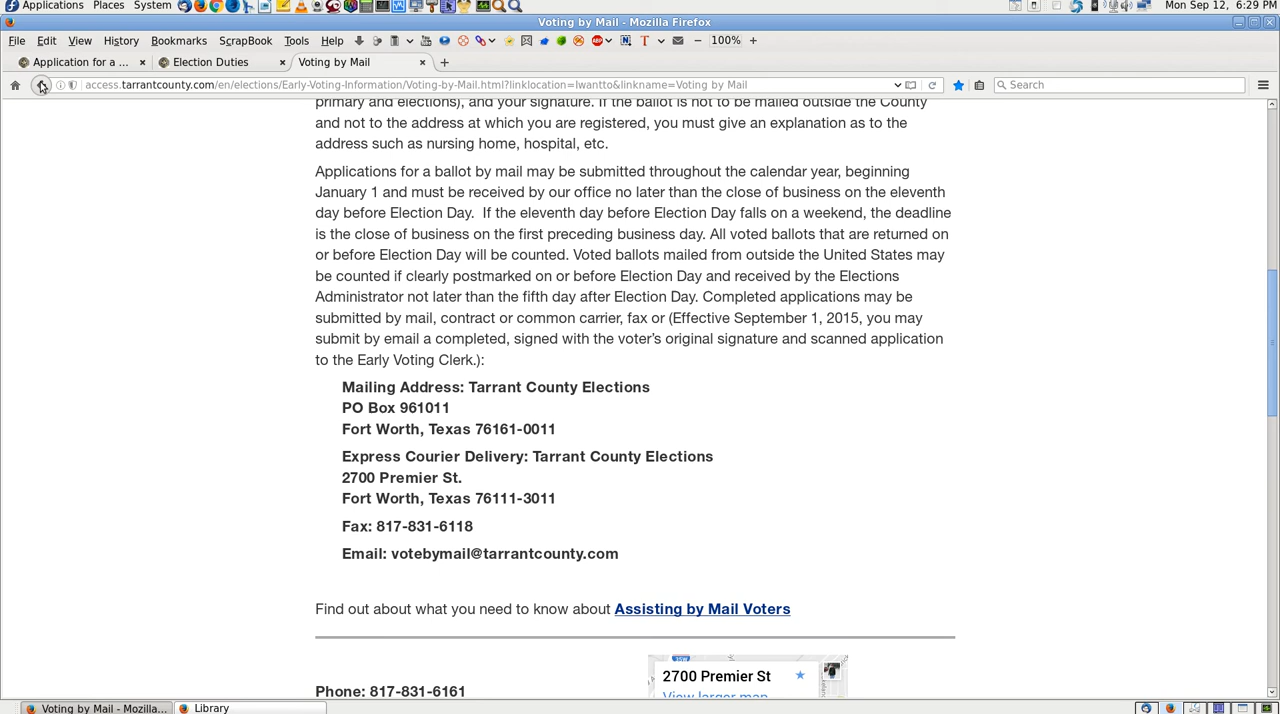 Applications Places System Mon Sep 12, 6:29 PM
Voting by Mail - Mozilla Firefox
File Edit View History Bookmarks ScrapBook Tools Help 100%
Application for a ... Election Duties Voting by Mail
access.tarrantcounty.com/en/elections/Early-Voting-Information/Voting-by-Mail.html?linklocation=Iwantto&linkname=Voting by Mail Search
primary and elections), and your signature. If the ballot is not to be mailed outside the County
and not to the address at which you are registered, you must give an explanation as to the
address such as nursing home, hospital, etc.
Applications for a ballot by mail may be submitted throughout the calendar year, beginning
January 1 and must be received by our office no later than the close of business on the eleventh
day before Election Day.  If the eleventh day before Election Day falls on a weekend, the deadline
is the close of business on the first preceding business day. All voted ballots that are returned on
or before Election Day will be counted. Voted ballots mailed from outside the United States may
be counted if clearly postmarked on or before Election Day and received by the Elections
Administrator not later than the fifth day after Election Day. Completed applications may be
submitted by mail, contract or common carrier, fax or (Effective September 1, 2015, you may
submit by email a completed, signed with the voter's original signature and scanned application
to the Early Voting Clerk.):
Mailing Address: Tarrant County Elections
PO Box 961011
Fort Worth, Texas 76161-0011
Express Courier Delivery: Tarrant County Elections
2700 Premier St.
Fort Worth, Texas 76111-3011
Fax: 817-831-6118
Email: votebymail@tarrantcounty.com
Find out about what you need to know about Assisting by Mail Voters
2700 Premier St
Phone: 817-831-6161 View larger map
Voting by Mail - Mozilla... Library